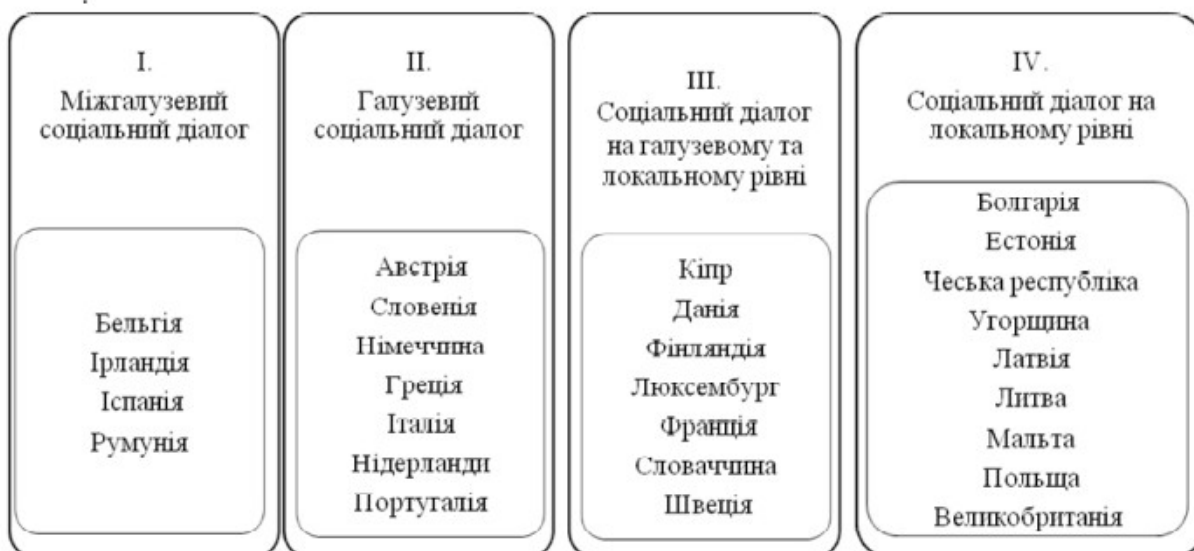 I.
Міжгалузевий
соціальний діалог
Бельгія
Ірландія
Іспанія
Румунія
II.
Галузевий
соціальний діалог
Австрія
Словенія
Німеччина
Греція
Італія
Нідерланди
Португалія
III.
Соціальний діалог
на галузевому та
локальному рівні
Кіпр
Данія
Фінляндія
Люксембург
Франція
Словаччина
Швеція
IV.
Соціальний діалог на
локальному рівні
Болгарія
Естонія
Чеська республіка
Угорщина
Латвія
Литва
Мальта
Польща
Великобританія